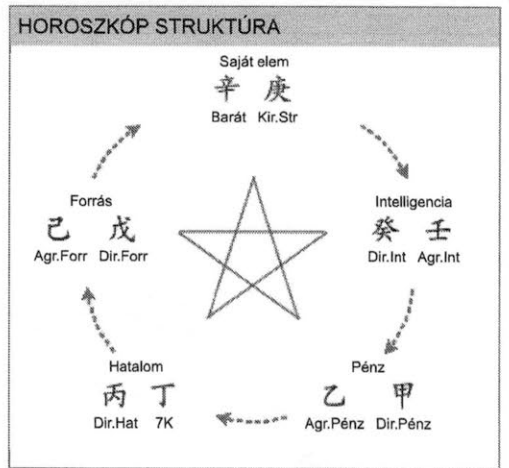 HOROSZKÓP STRUKTÚRA
Saját elem
辛 庚
Barát Kir.Str
Forrás
己 戊
Agr.Forr Dir.Forr
Intelligencia
癸 壬
Dir.Int Agr.Int
Hatalom
丙 丁
Dir.Hat 7K
Pénz
乙 甲
Agr.Pénz Dir.Pénz